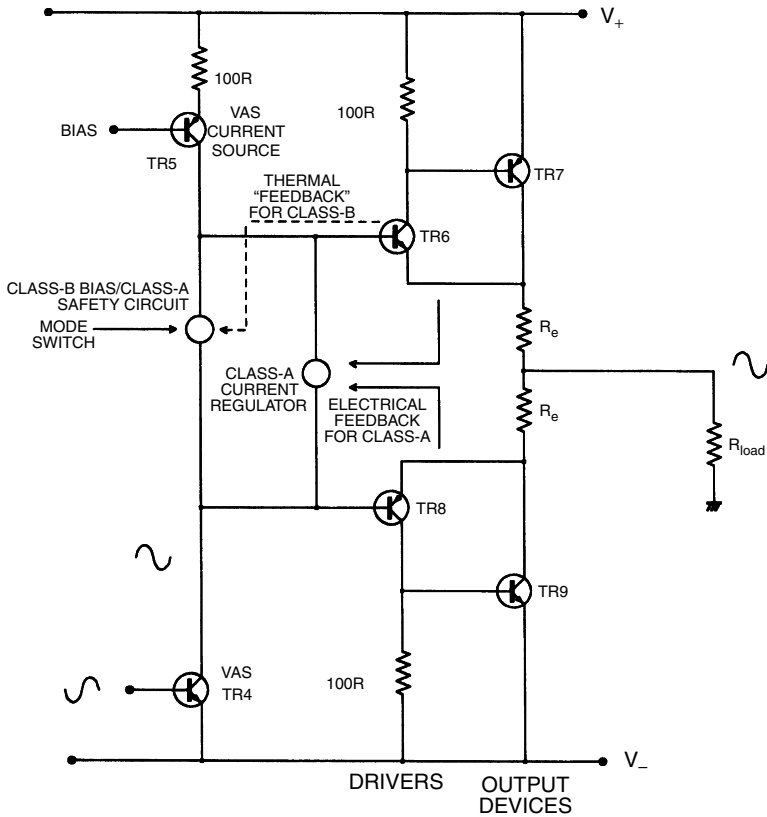 V+
100R
BIAS
VAS
CURRENT
SOURCE
TR5
100R
TR7
THERMAL
"FEEDBACK"
FOR CLASS-B
TR6
CLASS-B BIAS/CLASS-A
SAFETY CIRCUIT
MODE
SWITCH
Re
CLASS-A
CURRENT
REGULATOR
ELECTRICAL
FEEDBACK
FOR CLASS-A
Re
Rload
TR8
TR9
VAS
TR4
100R
V–
DRIVERS
OUTPUT
DEVICES